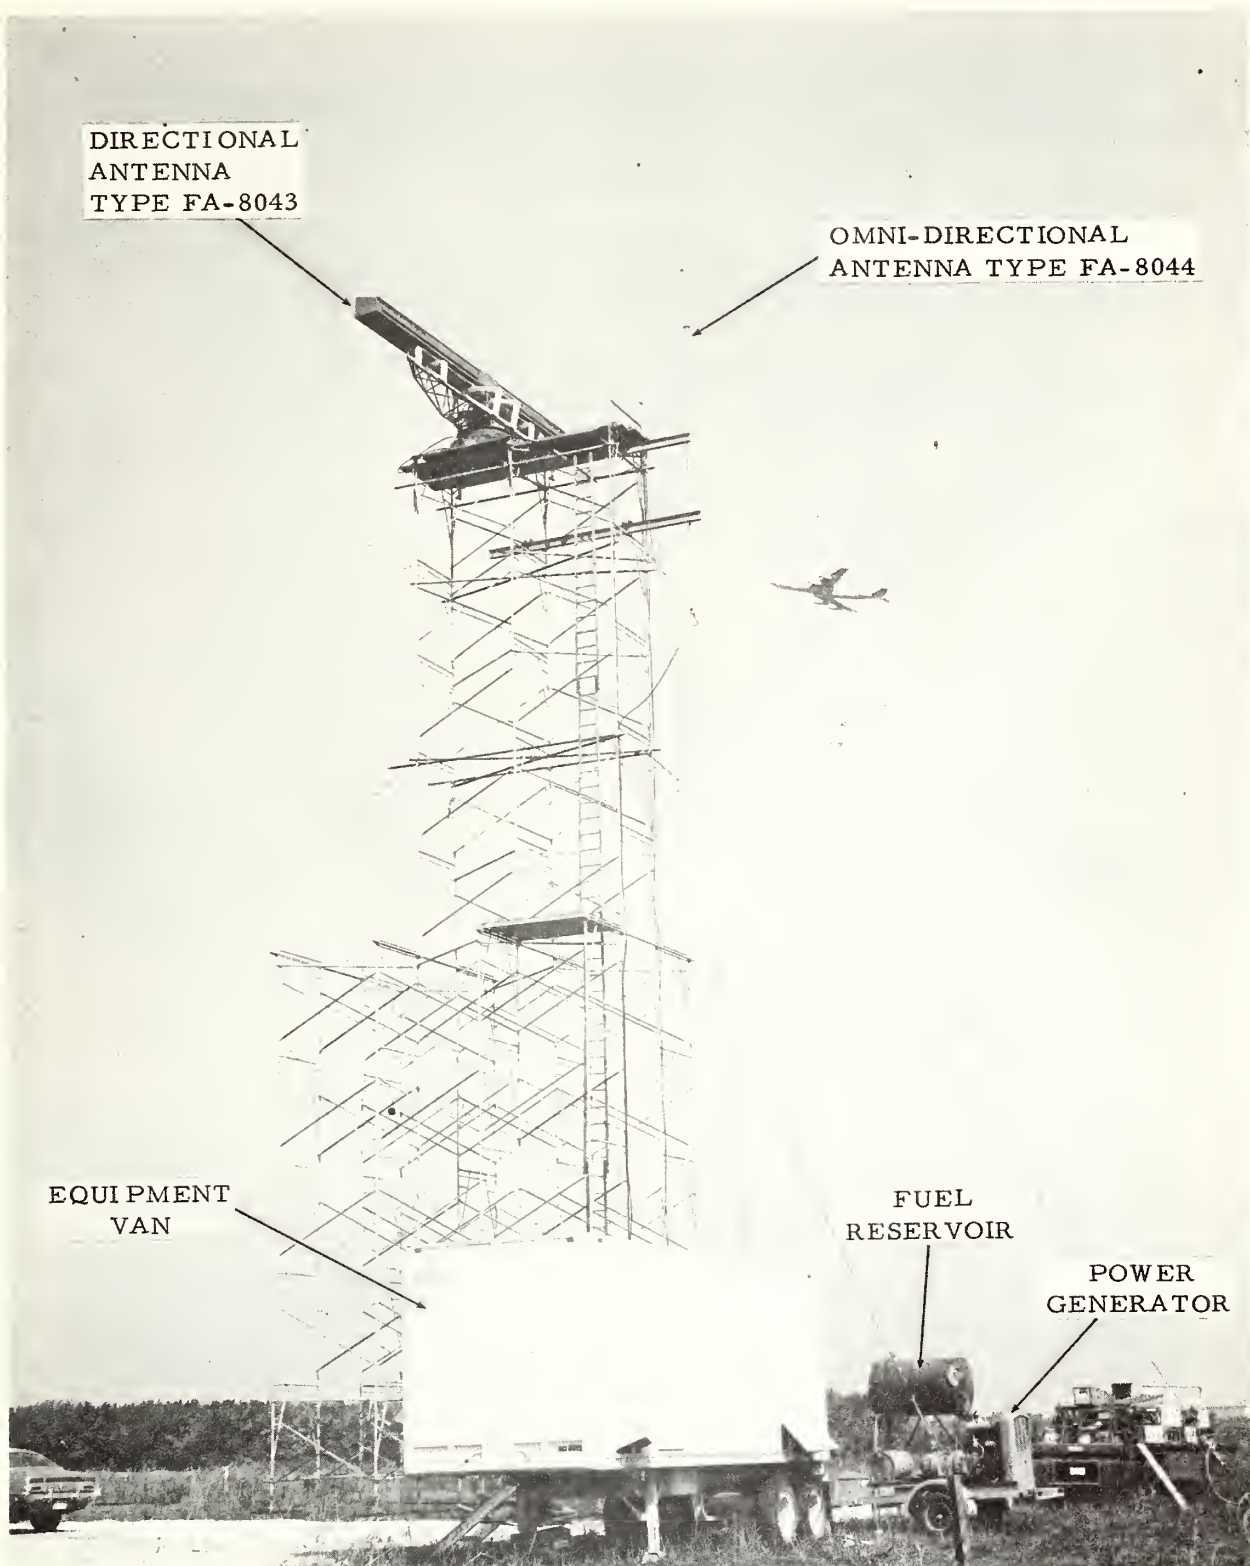 DIRECTIONAL
ANTENNA
TYPE FA-8043
OMNI-DIRECTIONAL
ANTENNA TYPE FA-8044
EQUIPMENT
VAN
FUEL
RESERVOIR
POWER
GENERATOR